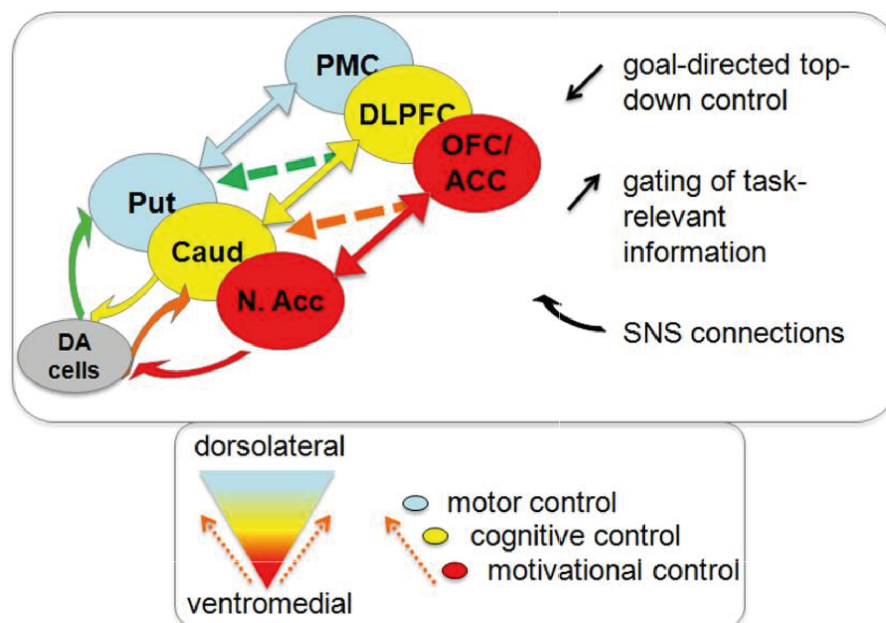 PMC
DLPFC
OFC/
ACC
Put
Caud
N. Acc
DA
cells
goal-directed top-
down control
gating of task-
relevant
information
SNS connections
dorsolateral
ventromedial
motor control
cognitive control
motivational control